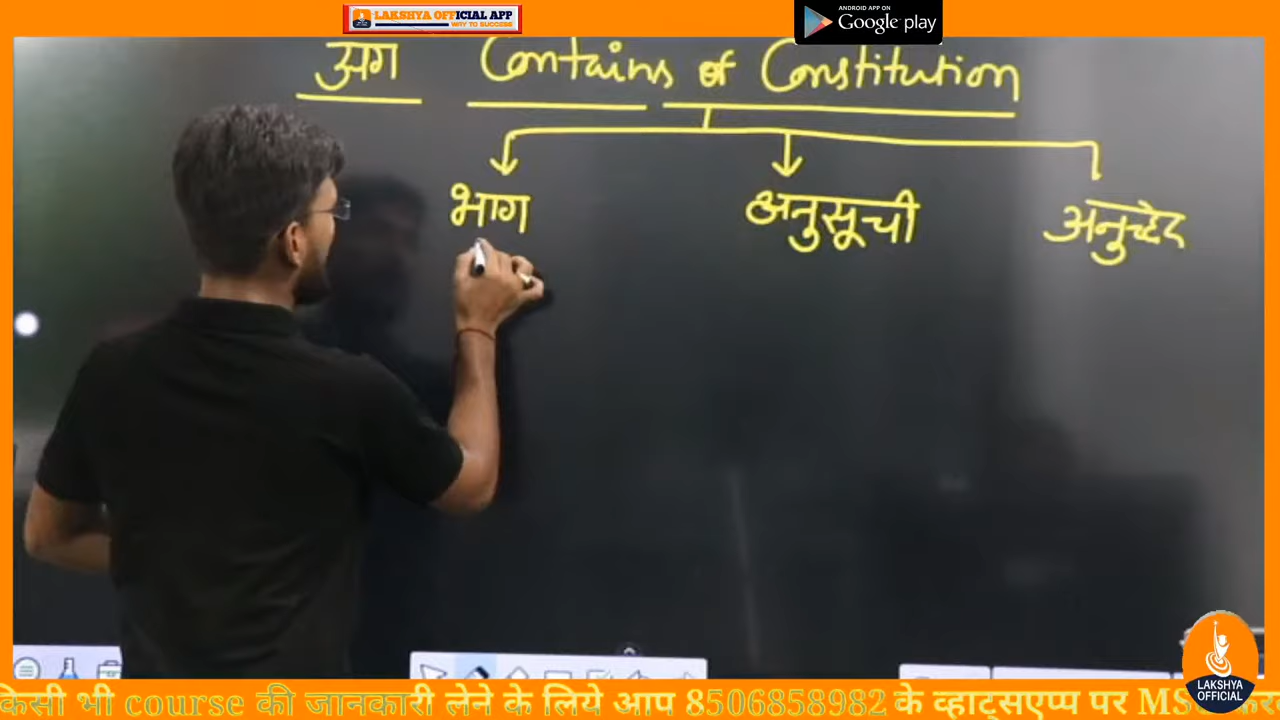 LAKSHYA OFFICIAL APP
WAY TO SUCCESS
ANDROID APP ON
Google play
अंग Contains of Constitution
भाग अनुसूची अनुच्छेद
LAKSHYA
OFFICIAL
किसी भी course की जानकारी लेने के लिये आप 8506858982 के व्हाट्सएप्प पर